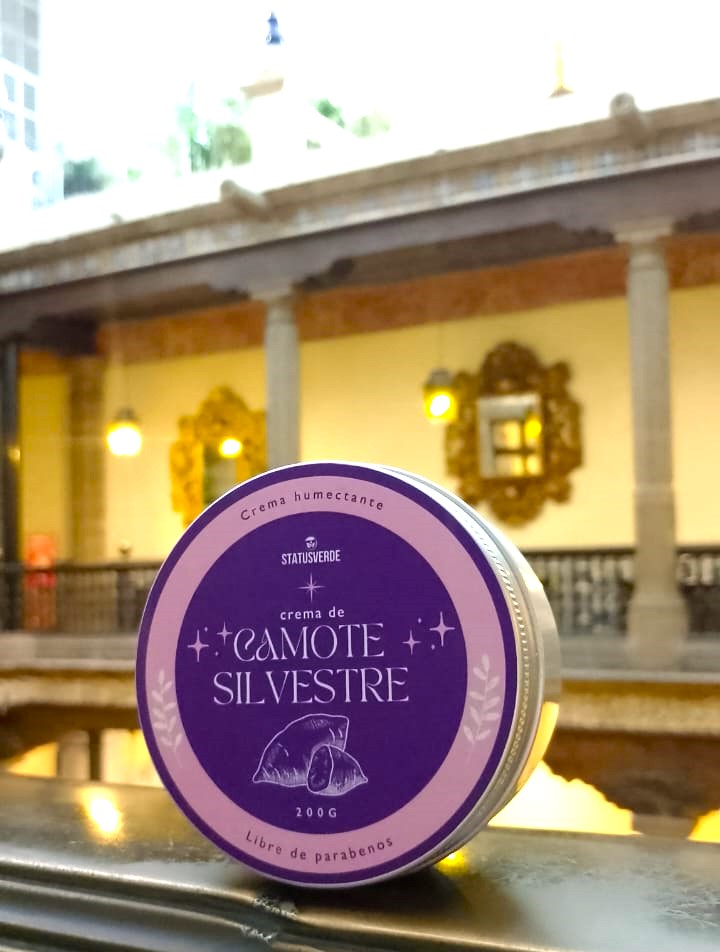 Crema humectante
STATUSVERDE
crema de
CAMOTE
SILVESTRE
200G
Libre de parabenos